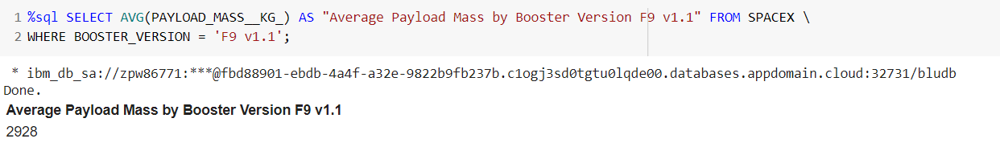 1 %sql SELECT AVG(PAYLOAD_MASS__KG_) AS "Average Payload Mass by Booster Version F9 v1.1" FROM SPACEX \
2 WHERE BOOSTER_VERSION = 'F9 v1.1';
* ibm_db_sa://zpw86771:***@fbd88901-ebdb-4a4f-a32e-9822b9fb237b.c1ogj3sd0tgtu0lqde00.databases.appdomain.cloud:32731/bludb
Done.
Average Payload Mass by Booster Version F9 v1.1
2928